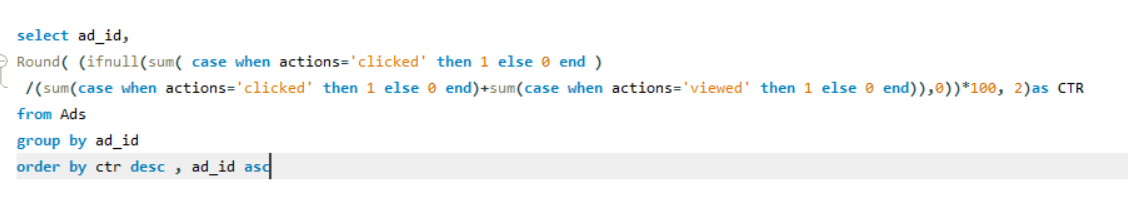 select ad_id,
Round( (ifnull(sum( case when actions='clicked' then 1 else 0 end )
/(sum(case when actions='clicked' then 1 else 0 end)+sum(case when actions='viewed' then 1 else 0 end)),0))*100, 2)as CTR
from Ads
group by ad_id
order by ctr desc , ad_id asc